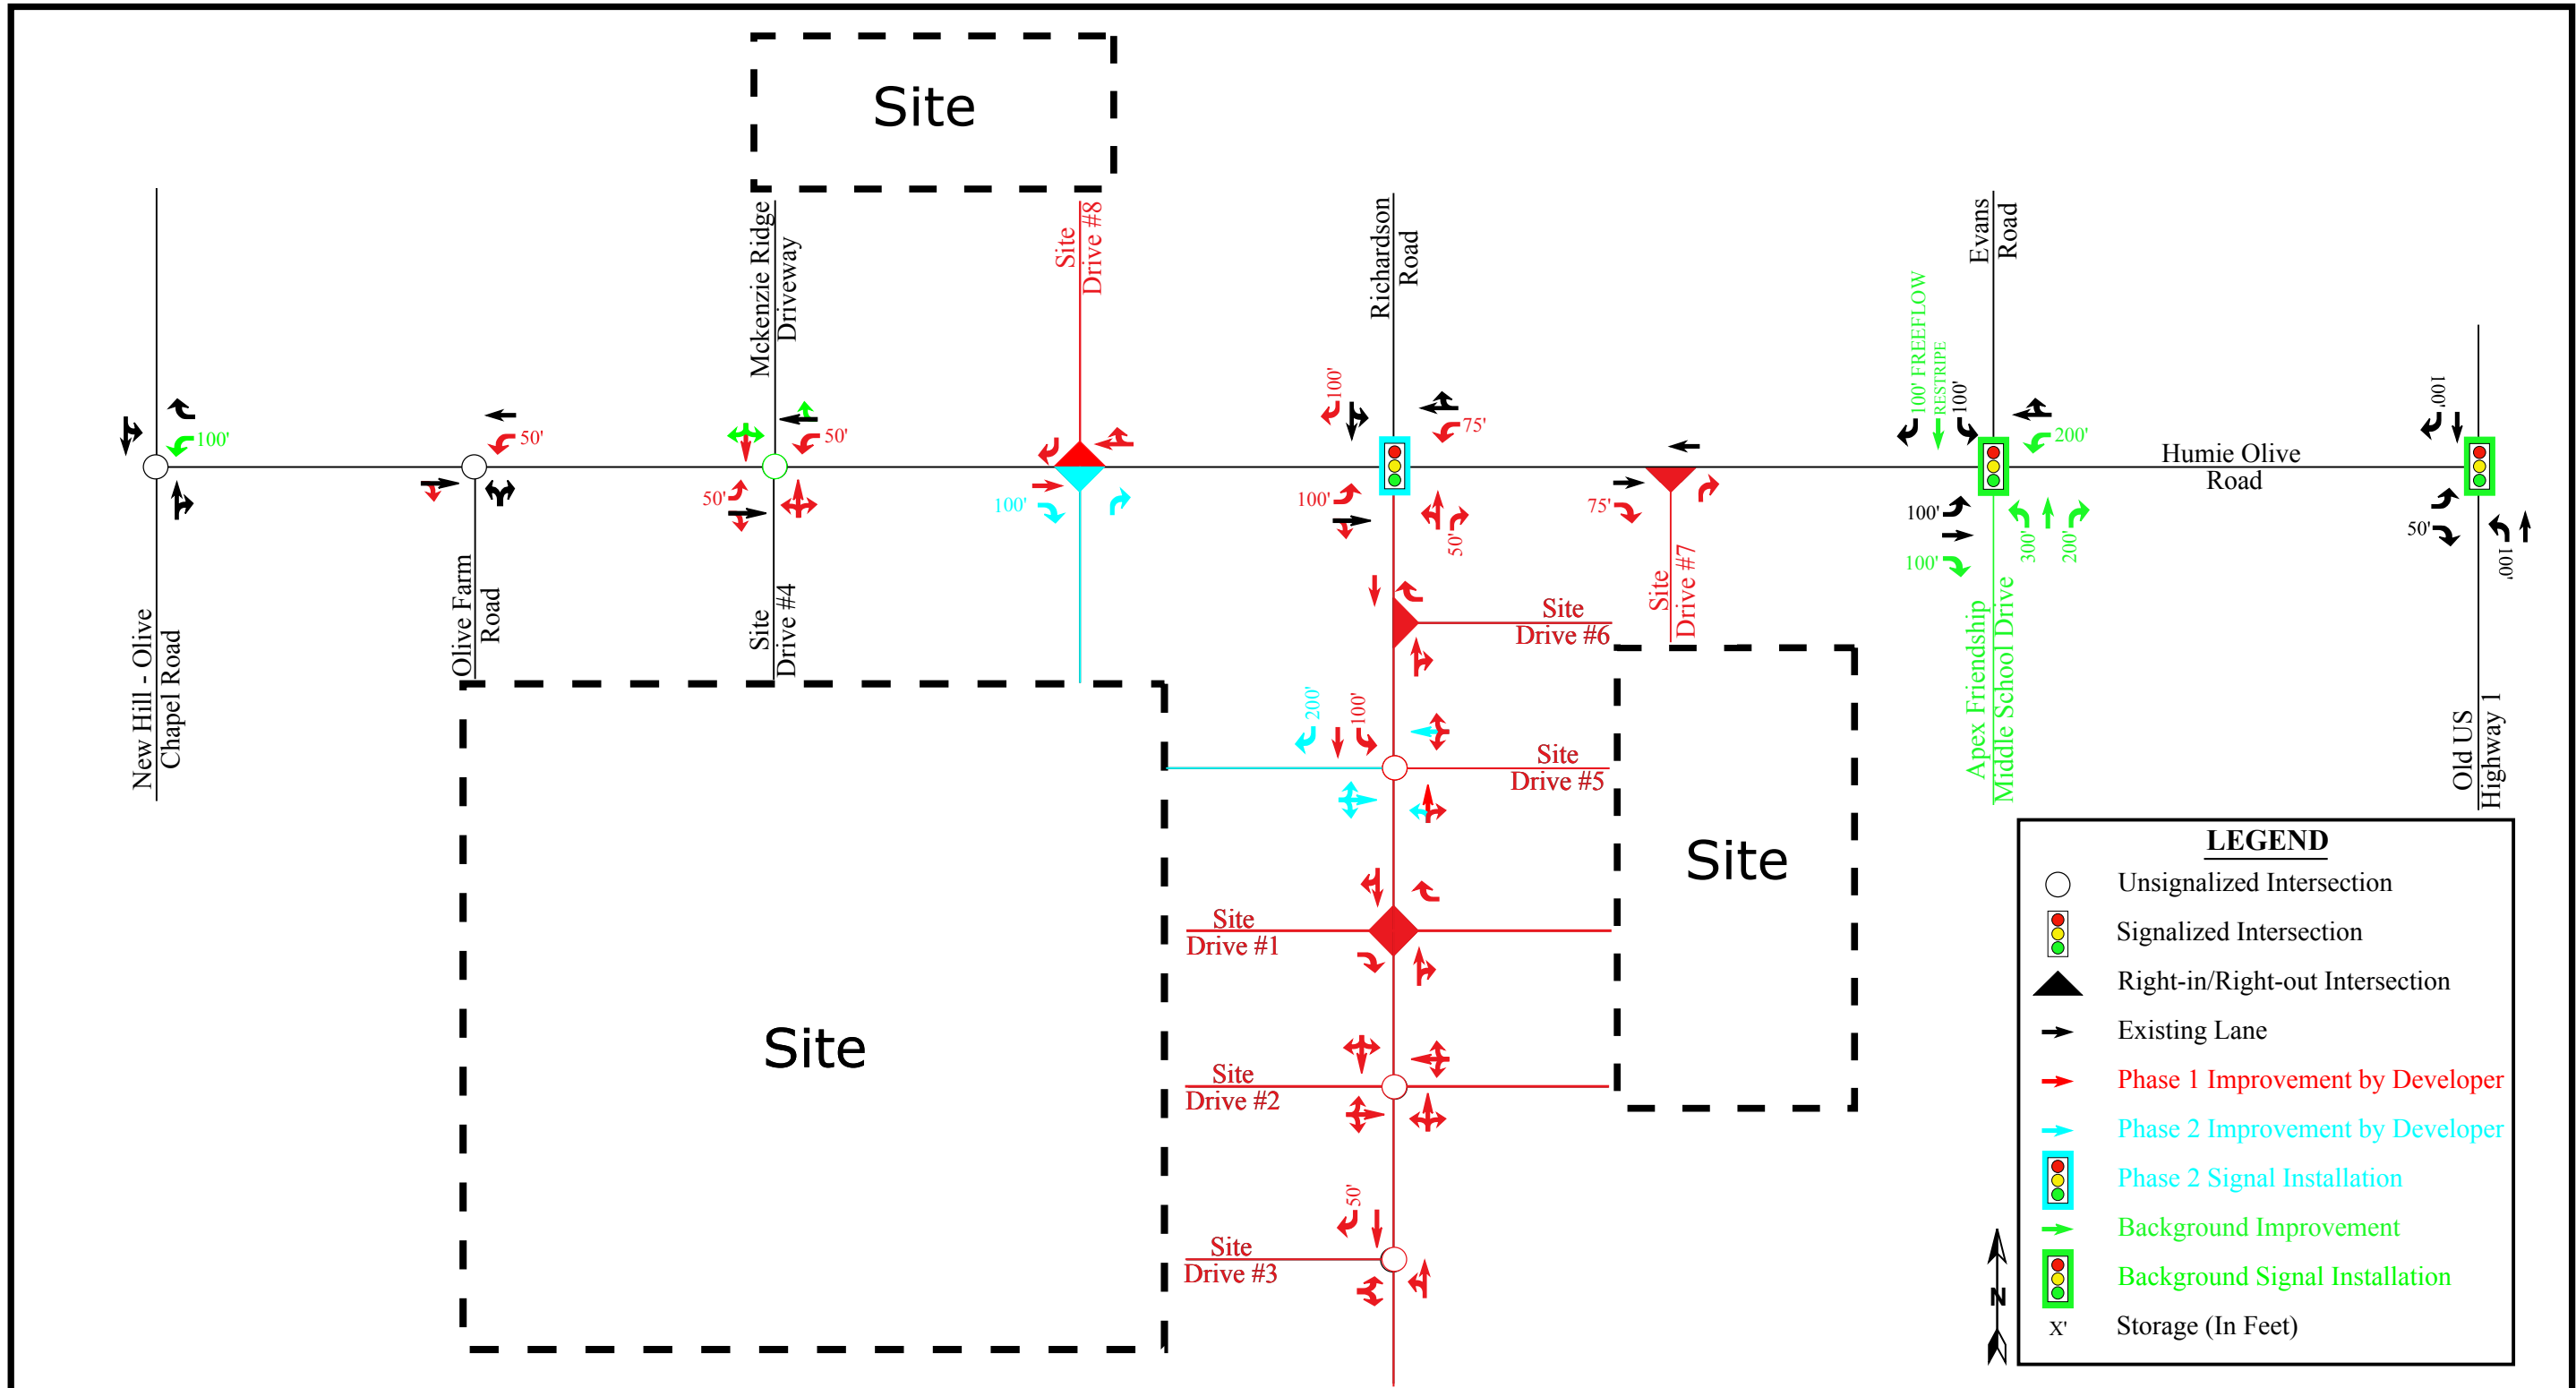 Site
Mckenzie Ridge
Driveway
Site
Drive #8
Richardson
Road
Evans
Road
100' FREEFLOW
RESTRIPE
100'
100'
50'
50'
100'
75'
200'
100'
Humie Olive
Road
50'
100'
100'
50'
75'
100'
100'
300'
200'
50'
100'
New Hill - Olive
Chapel Road
Olive Farm
Road
Site
Drive #4
Site
Drive #7
Site
Drive #6
Apex Friendship
Middle School Drive
Old US
Highway 1
200'
100'
Site
Drive #5
Site
Site
Drive #1
Site
Site
Drive #2
50'
Site
Drive #3
LEGEND
Unsignalized Intersection
Signalized Intersection
Right-in/Right-out Intersection
Existing Lane
Phase 1 Improvement by Developer
Phase 2 Improvement by Developer
Phase 2 Signal Installation
Background Improvement
Background Signal Installation
X' Storage (In Feet)
N